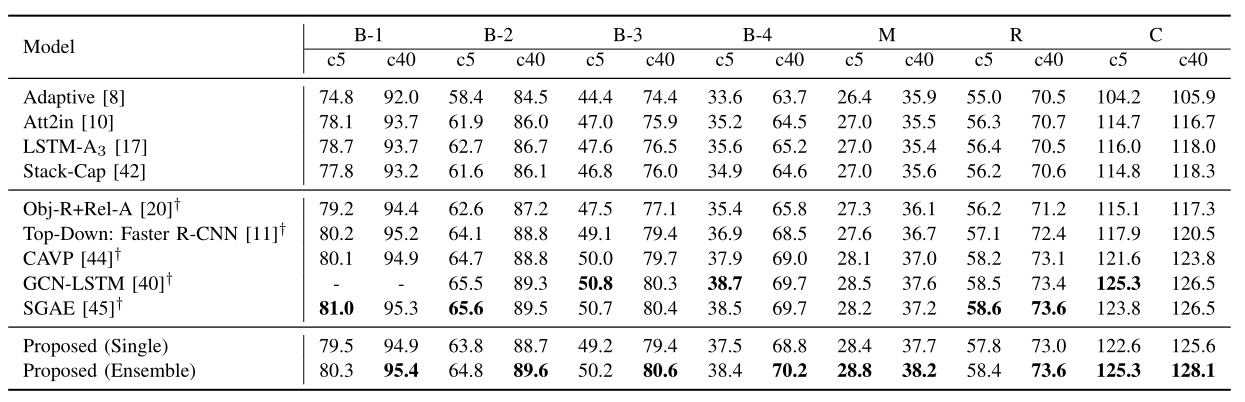 Model B-1 B-2 B-3 B-4 M R C
c5 c40 c5 c40 c5 c40 c5 c40 c5 c40 c5 c40 c5 c40
Adaptive [8] 74.8 92.0 58.4 84.5 44.4 74.4 33.6 63.7 26.4 35.9 55.0 70.5 104.2 105.9
Att2in [10] 78.1 93.7 61.9 86.0 47.0 75.9 35.2 64.5 27.0 35.5 56.3 70.7 114.7 116.7
LSTM-A₃ [17] 78.7 93.7 62.7 86.7 47.6 76.5 35.6 65.2 27.0 35.4 56.4 70.5 116.0 118.0
Stack-Cap [42] 77.8 93.2 61.6 86.1 46.8 76.0 34.9 64.6 27.0 35.6 56.2 70.6 114.8 118.3
Obj-R+Rel-A [20]† 79.2 94.4 62.6 87.2 47.5 77.1 35.4 65.8 27.3 36.1 56.2 71.2 115.1 117.3
Top-Down: Faster R-CNN [11]† 80.2 95.2 64.1 88.8 49.1 79.4 36.9 68.5 27.6 36.7 57.1 72.4 117.9 120.5
CAVP [44]† 80.1 94.9 64.7 88.8 50.0 79.7 37.9 69.0 28.1 37.0 58.2 73.1 121.6 123.8
GCN-LSTM [40]† - - 65.5 89.3 50.8 80.3 38.7 69.7 28.5 37.6 58.5 73.4 125.3 126.5
SGAE [45]† 81.0 95.3 65.6 89.5 50.7 80.4 38.5 69.7 28.2 37.2 58.6 73.6 123.8 126.5
Proposed (Single) 79.5 94.9 63.8 88.7 49.2 79.4 37.5 68.8 28.4 37.7 57.8 73.0 122.6 125.6
Proposed (Ensemble) 80.3 95.4 64.8 89.6 50.2 80.6 38.4 70.2 28.8 38.2 58.4 73.6 125.3 128.1